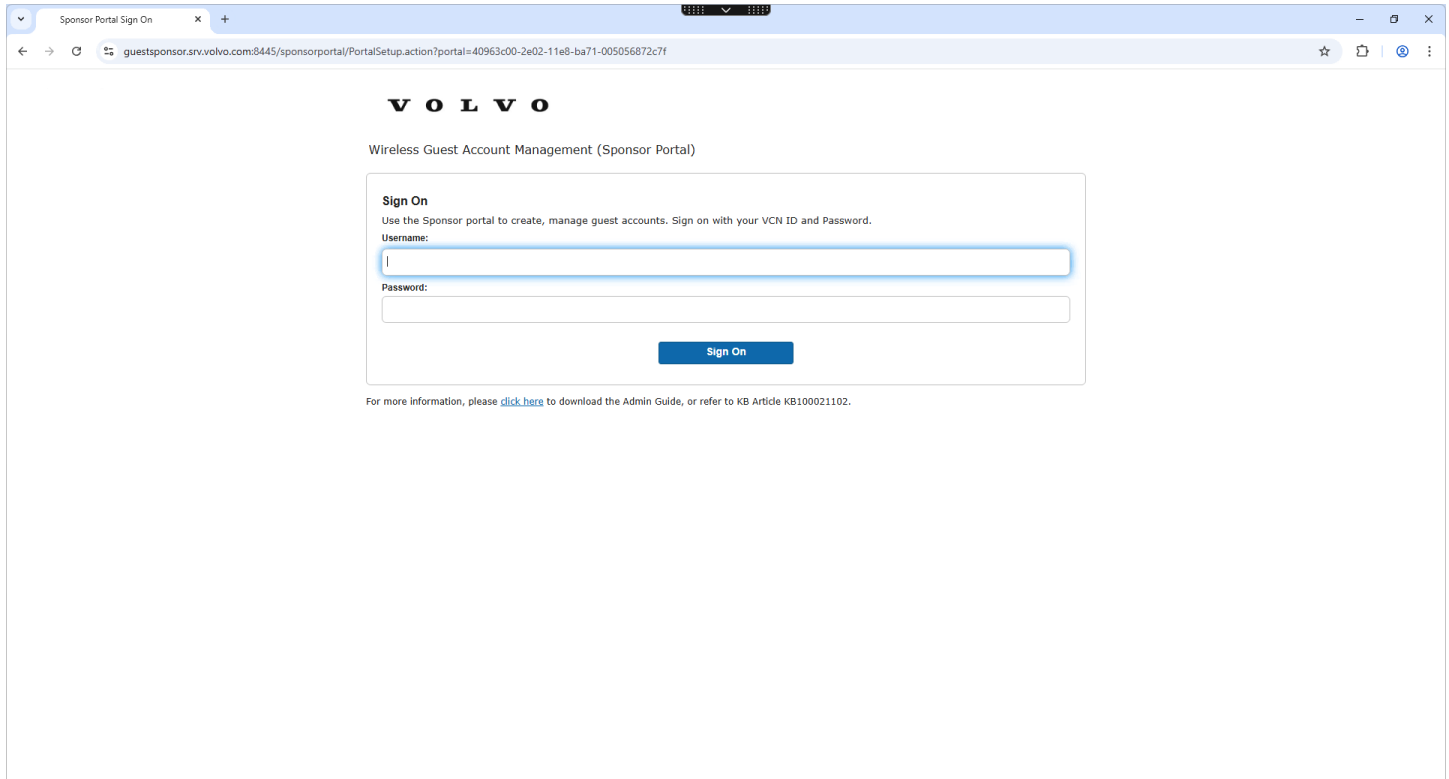 Sponsor Portal Sign On
guestsponsor.srv.volvo.com:8445/sponsorportal/PortalSetup.action?portal=40963c00-2e02-11e8-ba71-005056872c7f
VOLVO
Wireless Guest Account Management (Sponsor Portal)
Sign On
Use the Sponsor portal to create, manage guest accounts. Sign on with your VCN ID and Password.
Username:
Password:
Sign On
For more information, please click here to download the Admin Guide, or refer to KB Article KB100021102.